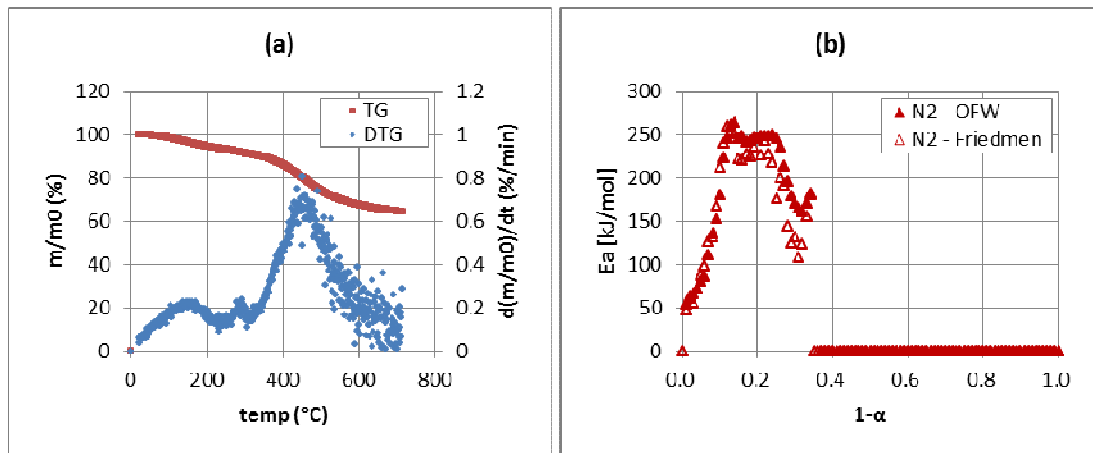 (a)
120
100
80
60
40
20
0
m/m0 (%)
1.2
1
0.8
0.6
0.4
0.2
0
d(m/m0)/dt (%/min)
TG
DTG
0
200
400
600
800
temp (°C)
(b)
300
250
200
150
100
50
0
Ea [kJ/mol]
N2 - OFW
N2 - Friedmen
0.0
0.2
0.4
0.6
0.8
1.0
1-α